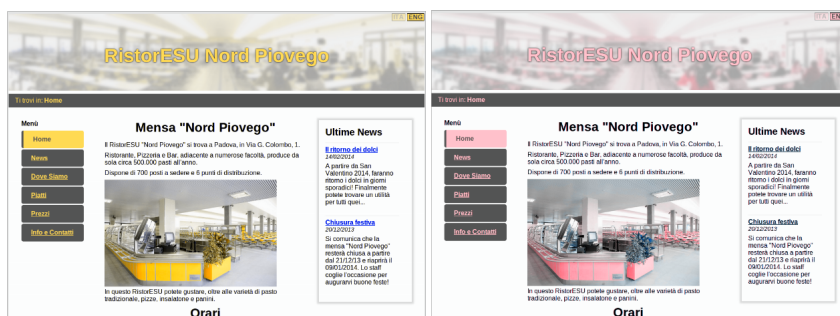 ITA ENG
RistorESU Nord Piovego
Ti trovi in: Home
Menù
Home
News
Dove Siamo
Piatti
Prezzi
Info e Contatti
Mensa "Nord Piovego"
Il RistorESU "Nord Piovego" si trova a Padova, in Via G. Colombo, 1.
Ristorante, Pizzeria e Bar, adiacente a numerose facoltà, produce da
sola circa 500.000 pasti all'anno.
Dispone di 700 posti a sedere e 6 punti di distribuzione.
In questo RistorESU potete gustare, oltre alle varietà di pasto
tradizionale, pizze, insalatone e panini.
Orari
Ultime News
Il ritorno dei dolci
14/02/2014
A partire da San
Valentino 2014, faranno
ritorno i dolci in giorni
sporadici! Finalmente
potete trovare un utilità
per tutti quei...
Chiusura festiva
20/12/2013
Si comunica che la
mensa "Nord Piovego"
resterà chiusa a partire
dal 21/12/13 e riaprirà il
09/01/2014. Lo staff
coglie l'occasione per
augurarvi buone feste!
ITA EN
RistorESU Nord Piovego
Ti trovi in: Home
Menù
Home
News
Dove Siamo
Piatti
Prezzi
Info e Contatti
Mensa "Nord Piovego"
Il RistorESU "Nord Piovego" si trova a Padova, in Via G. Colombo, 1.
Ristorante, Pizzeria e Bar, adiacente a numerose facoltà, produce da
sola circa 500.000 pasti all'anno.
Dispone di 700 posti a sedere e 6 punti di distribuzione.
In questo RistorESU potete gustare, oltre alle varietà di pasto
tradizionale, pizze, insalatone e panini.
Orari
Ultime News
Il ritorno dei dolci
14/02/2014
A partire da San
Valentino 2014, faranno
ritorno i dolci in giorni
sporadici! Finalmente
potete trovare un utilità
per tutti quei...
Chiusura festiva
20/12/2013
Si comunica che la
mensa "Nord Piovego"
resterà chiusa a partire
dal 21/12/13 e riaprirà il
09/01/2014. Lo staff
coglie l'occasione per
augurarvi buone feste!